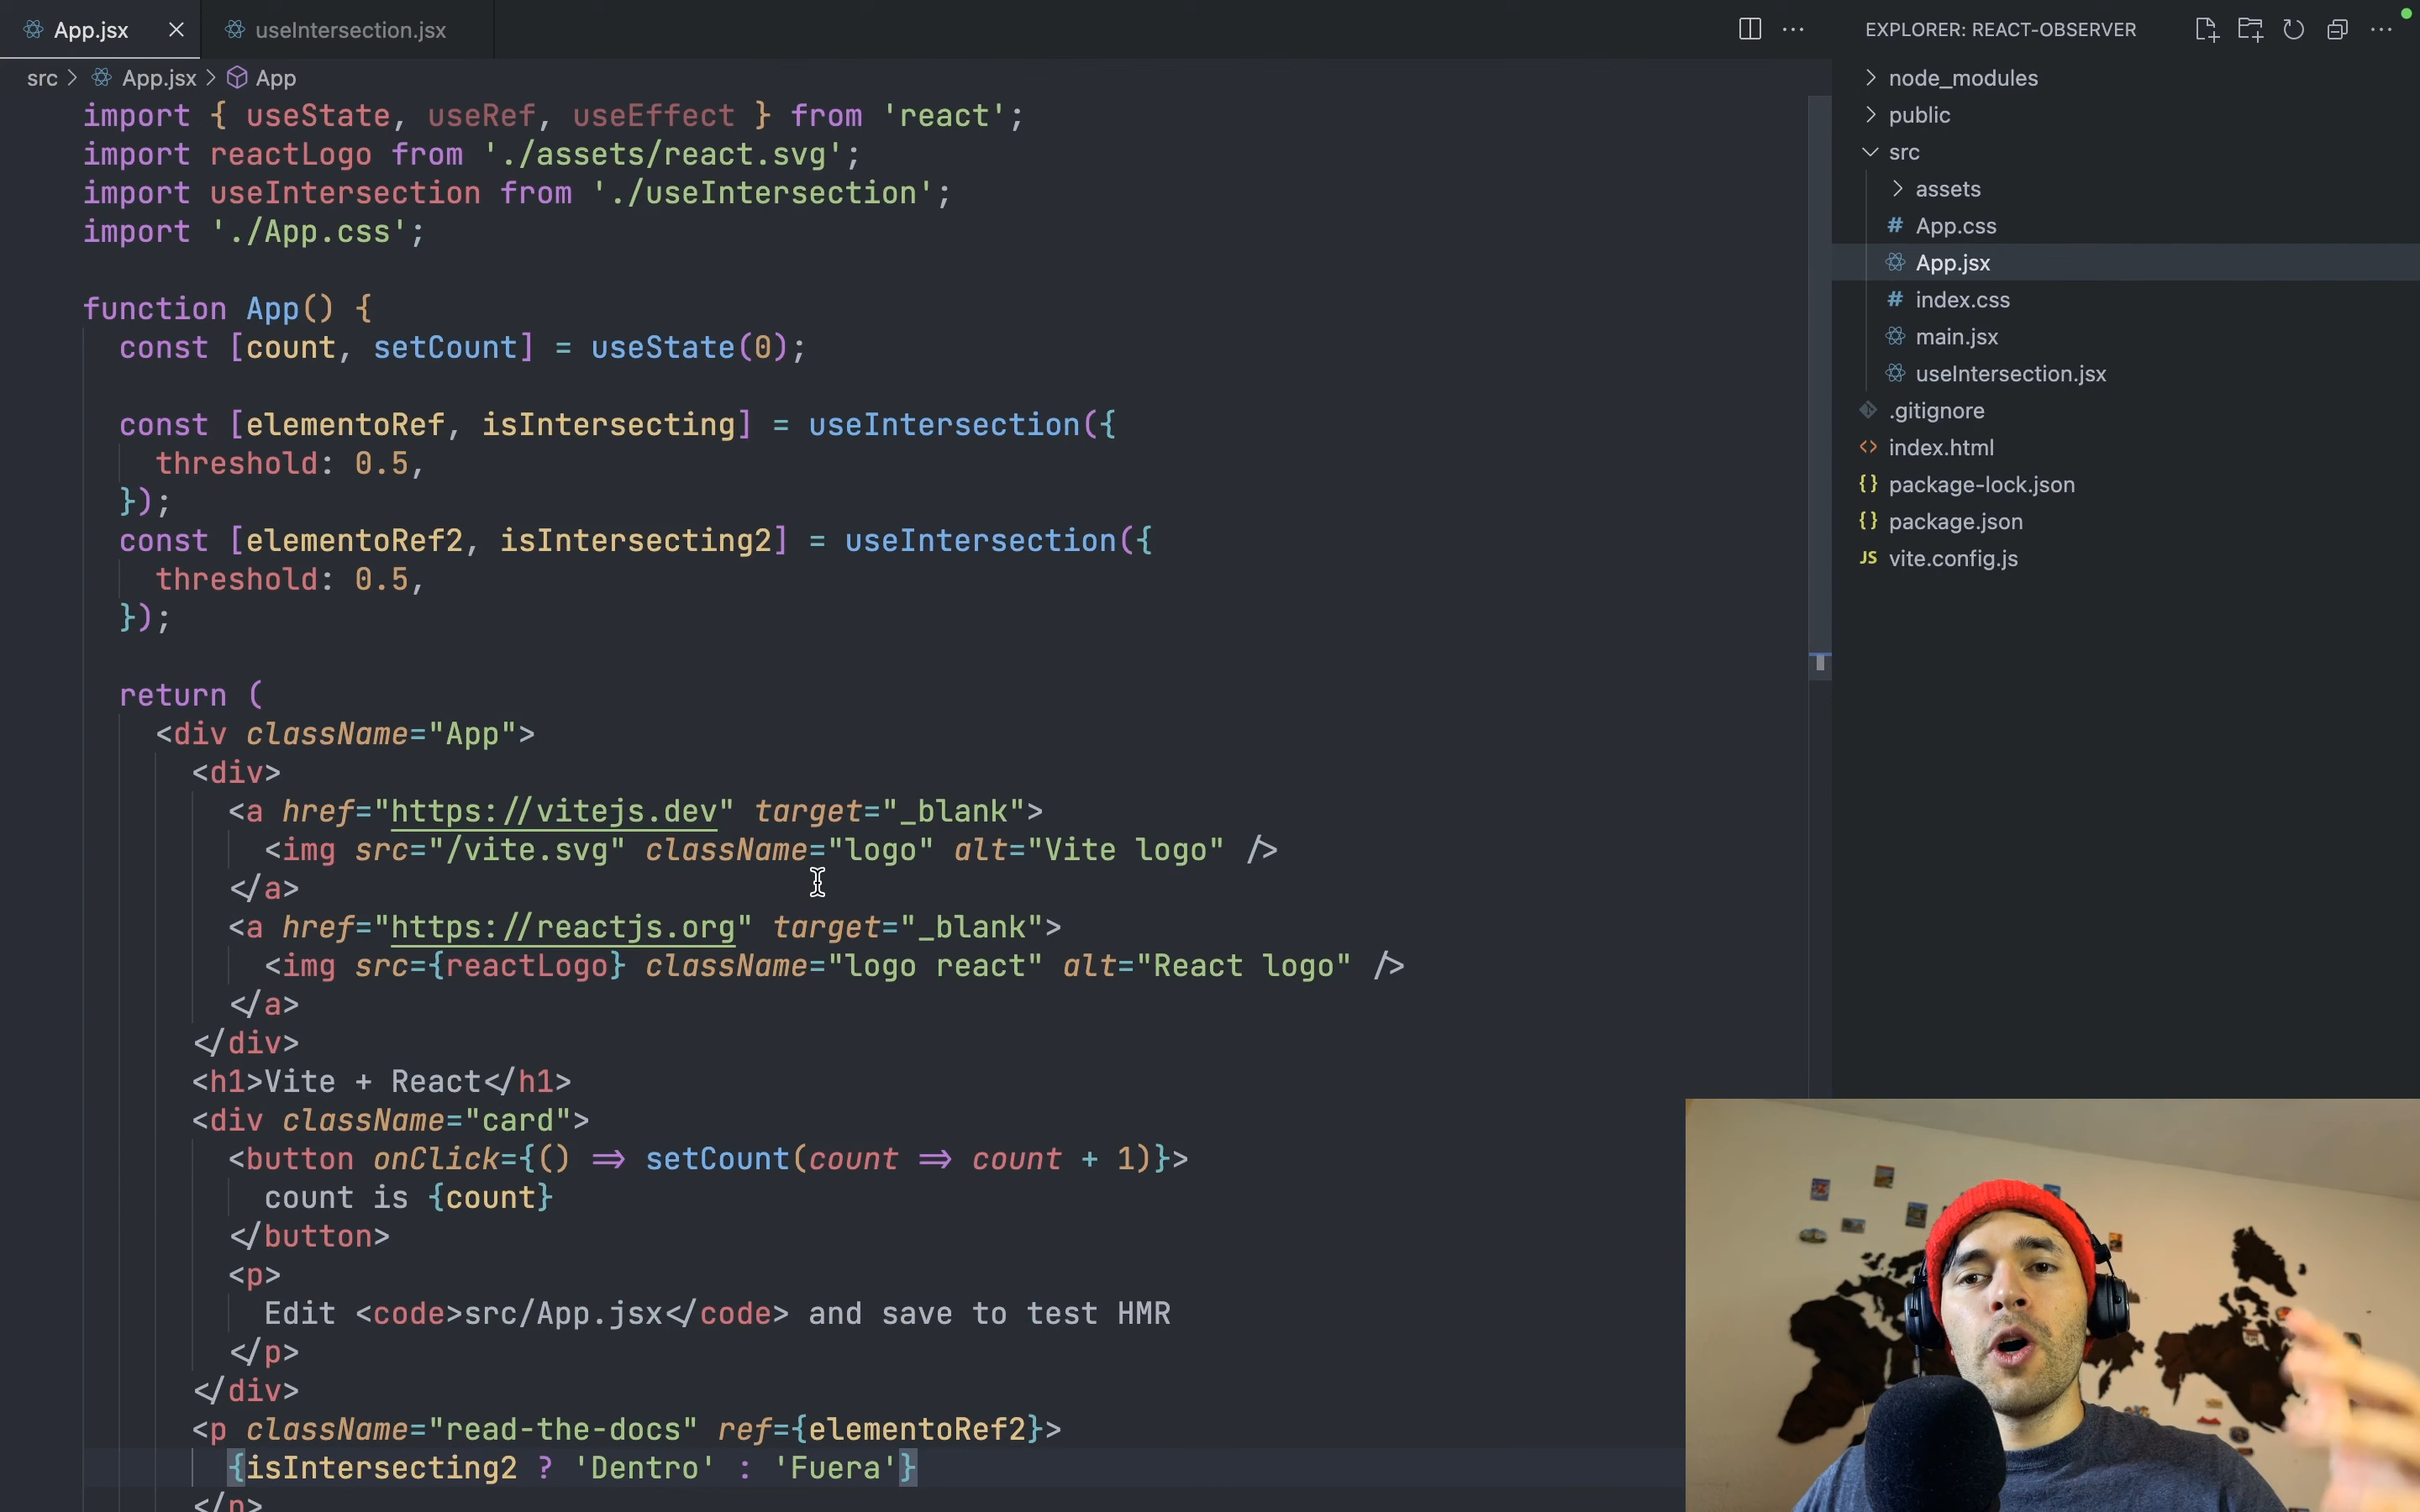 App.jsx
useIntersection.jsx
EXPLORER: REACT-OBSERVER
src > App.jsx > App
import { useState, useRef, useEffect } from 'react';
import reactLogo from './assets/react.svg';
import useIntersection from './useIntersection';
import './App.css';
function App() {
const [count, setCount] = useState(0);
const [elementoRef, isIntersecting] = useIntersection({
threshold: 0.5,
});
const [elementoRef2, isIntersecting2] = useIntersection({
threshold: 0.5,
});
return (
<div className="App">
<div>
<a href="https://vitejs.dev" target="_blank">
<img src="/vite.svg" className="logo" alt="Vite logo" />
</a>
<a href="https://reactjs.org" target="_blank">
<img src={reactLogo} className="logo react" alt="React logo" />
</a>
</div>
<h1>Vite + React</h1>
<div className="card">
<button onClick={() => setCount(count => count + 1)}>
count is {count}
</button>
<p>
Edit <code>src/App.jsx</code> and save to test HMR
</p>
</div>
<p className="read-the-docs" ref={elementoRef2}>
{isIntersecting2 ? 'Dentro' : 'Fuera'}
</p>
node_modules
public
src
assets
# App.css
App.jsx
# index.css
main.jsx
useIntersection.jsx
.gitignore
<> index.html
{} package-lock.json
{} package.json
JS vite.config.js